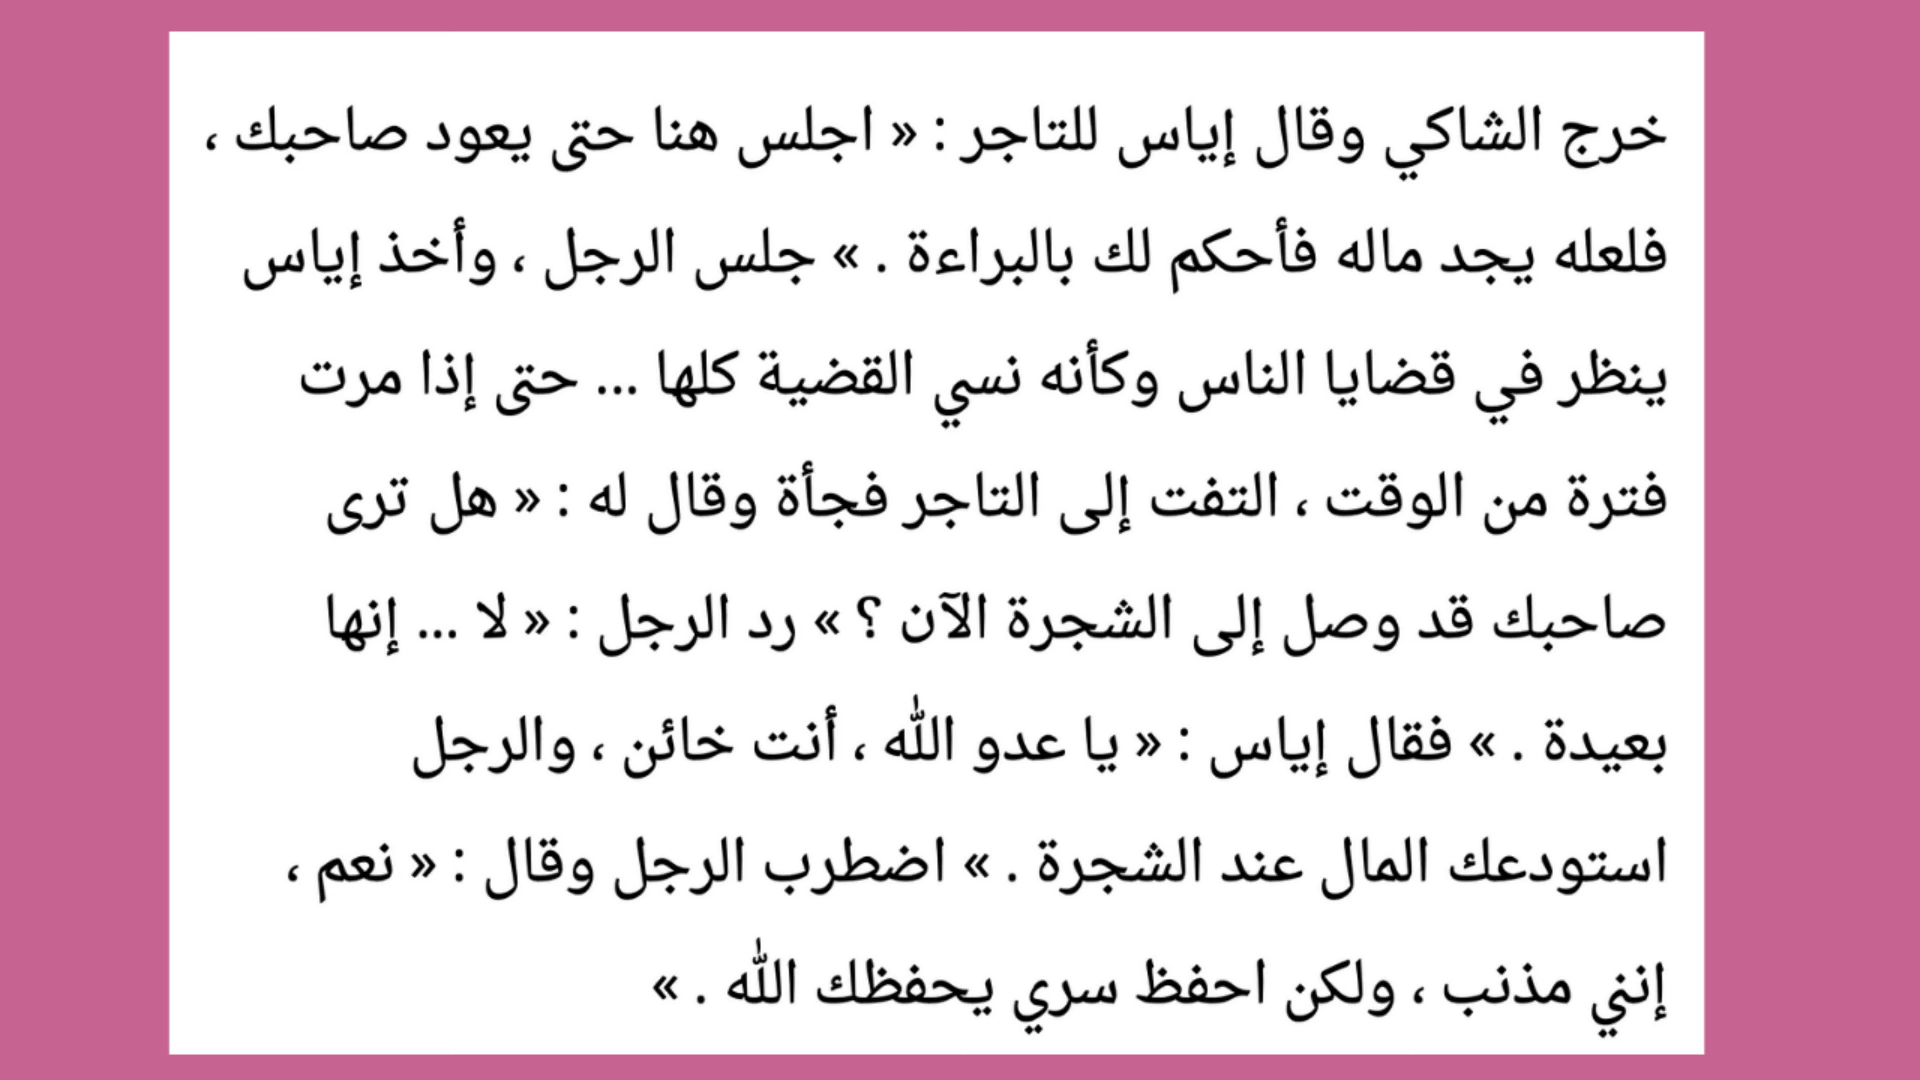 خرج الشاكي وقال إياس للتاجر : « اجلس هنا حتى يعود صاحبك ،
فلعله يجد ماله فأحكم لك بالبراءة . » جلس الرجل ، وأخذ إياس
ينظر في قضايا الناس وكأنه نسي القضية كلها ... حتى إذا مرت
فترة من الوقت ، التفت إلى التاجر فجأة وقال له : « هل ترى
صاحبك قد وصل إلى الشجرة الآن ؟ » رد الرجل : « لا ... إنها
بعيدة . » فقال إياس : « يا عدو الله ، أنت خائن ، والرجل
استودعك المال عند الشجرة . » اضطرب الرجل وقال : « نعم ،
إنني مذنب ، ولكن احفظ سري يحفظك الله . »